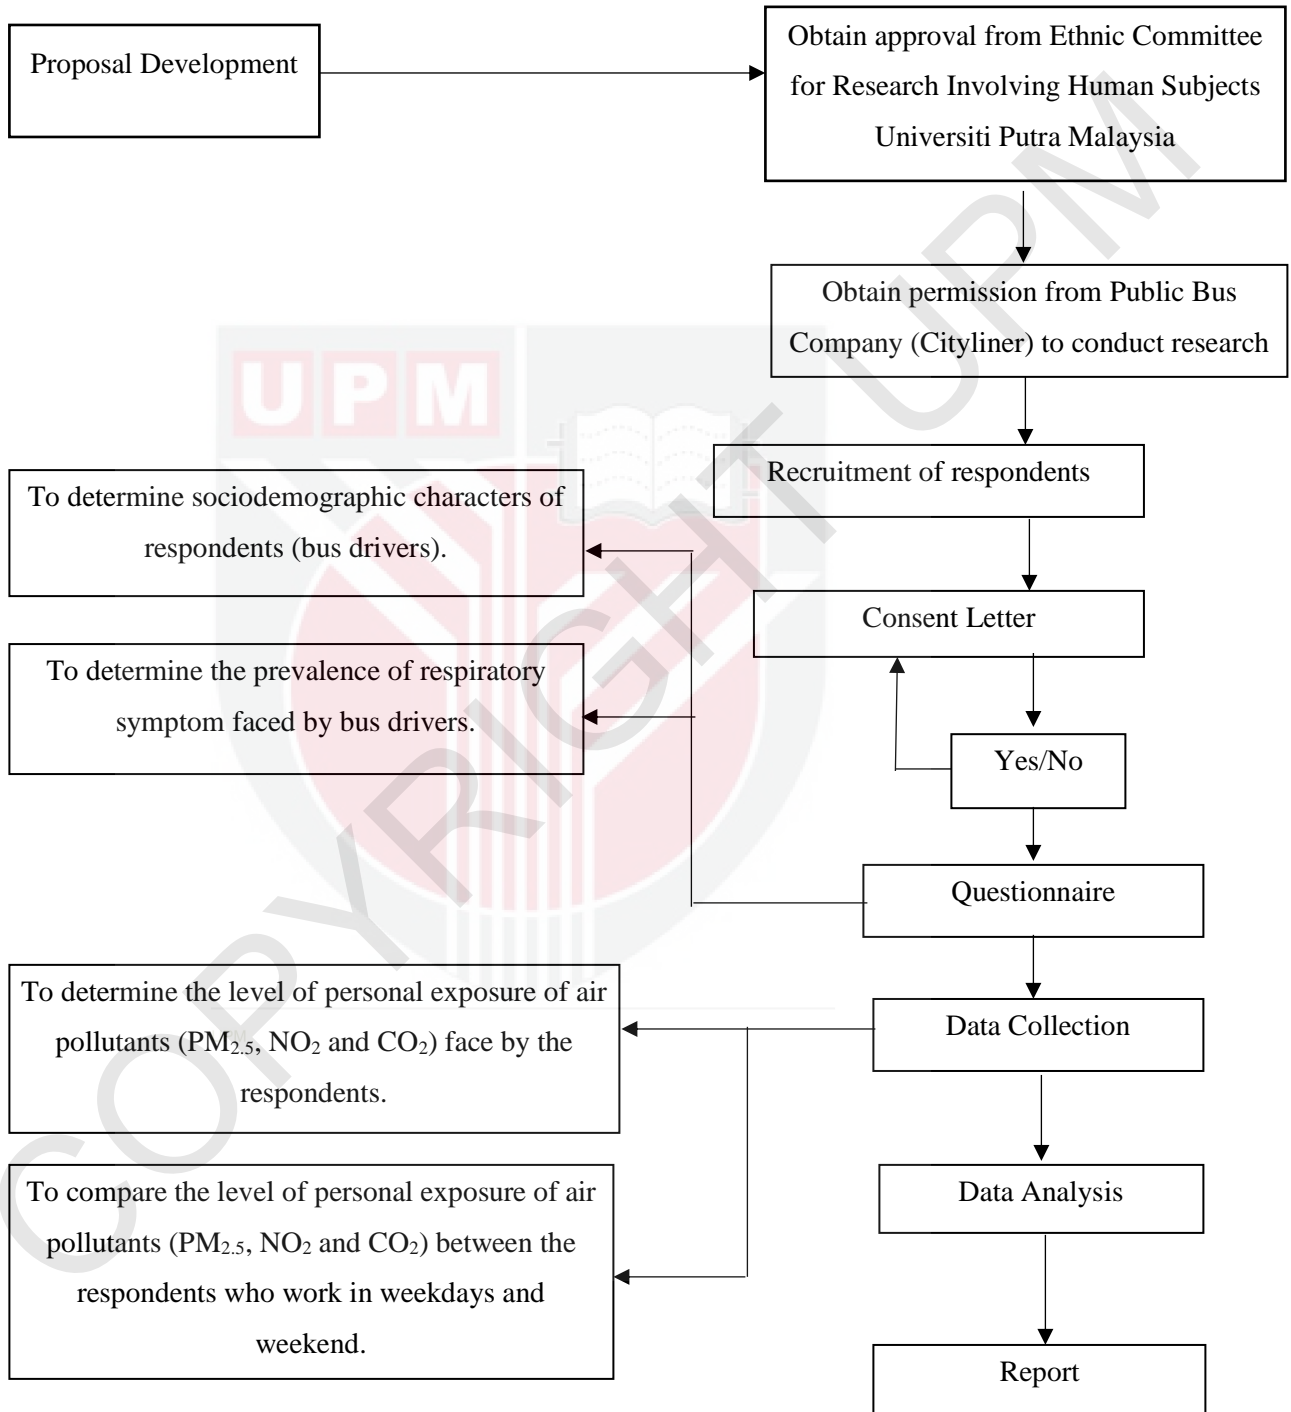 Proposal Development
Obtain approval from Ethnic Committee
for Research Involving Human Subjects
Universiti Putra Malaysia
Obtain permission from Public Bus
Company (Cityliner) to conduct research
UPM
Recruitment of respondents
To determine sociodemographic characters of
respondents (bus drivers).
Consent Letter
To determine the prevalence of respiratory
symptom faced by bus drivers.
Yes/No
Questionnaire
To determine the level of personal exposure of air
pollutants (PM2.5, NO2 and CO2) face by the
respondents.
Data Collection
To compare the level of personal exposure of air
pollutants (PM2.5, NO2 and CO2) between the
respondents who work in weekdays and
weekend.
Data Analysis
Report
COPYRIGHT UPM